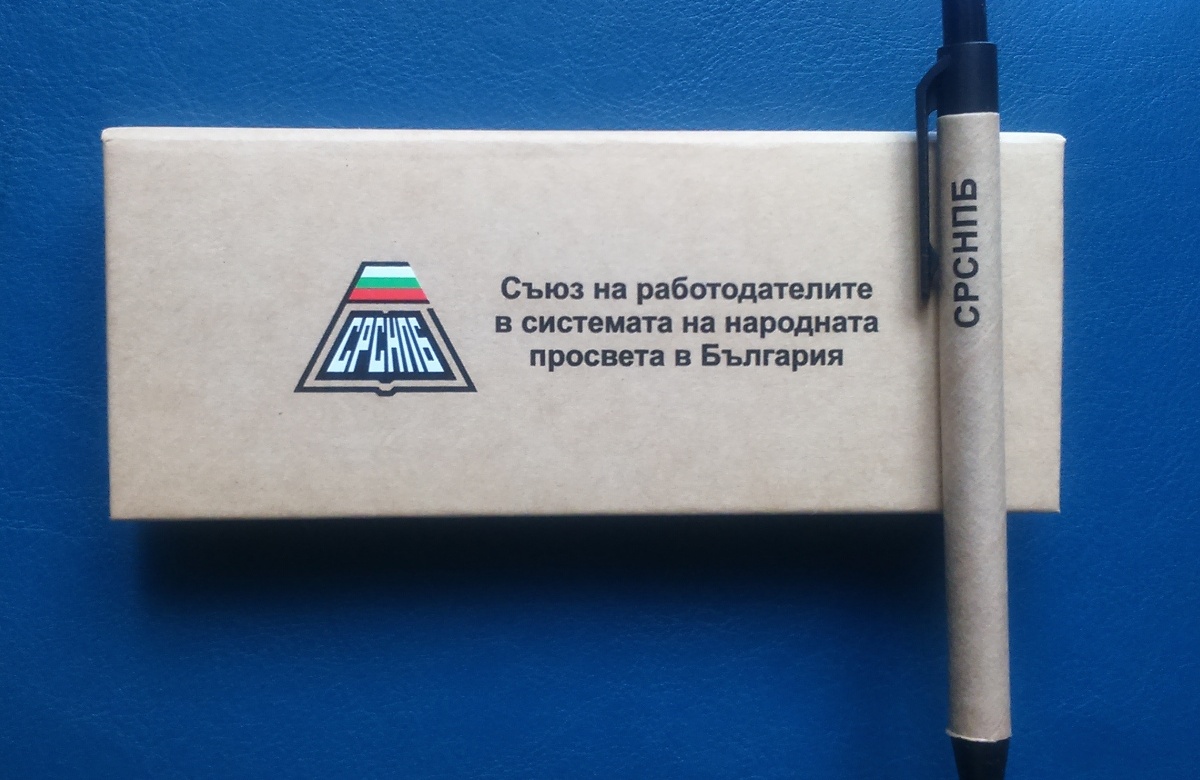 СРСНПБ
Съюз на работодателите
в системата на народната
просвета в България
СРСНПБ